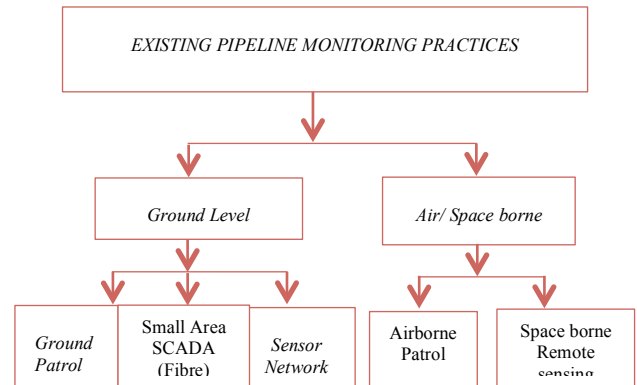 EXISTING PIPELINE MONITORING PRACTICES
Ground Level
Air/ Space borne
Ground
Patrol
Small Area
SCADA
(Fibre)
Sensor
Network
Airborne
Patrol
Space borne
Remote
sensing